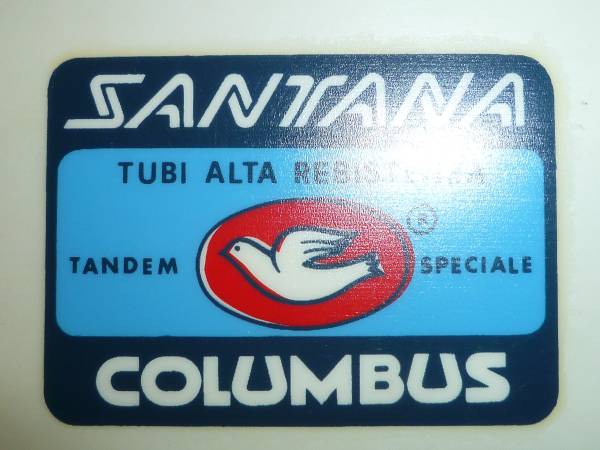 SANTANA
TUBI ALTA RESISTENZA
®
TANDEM SPECIALE
COLUMBUS